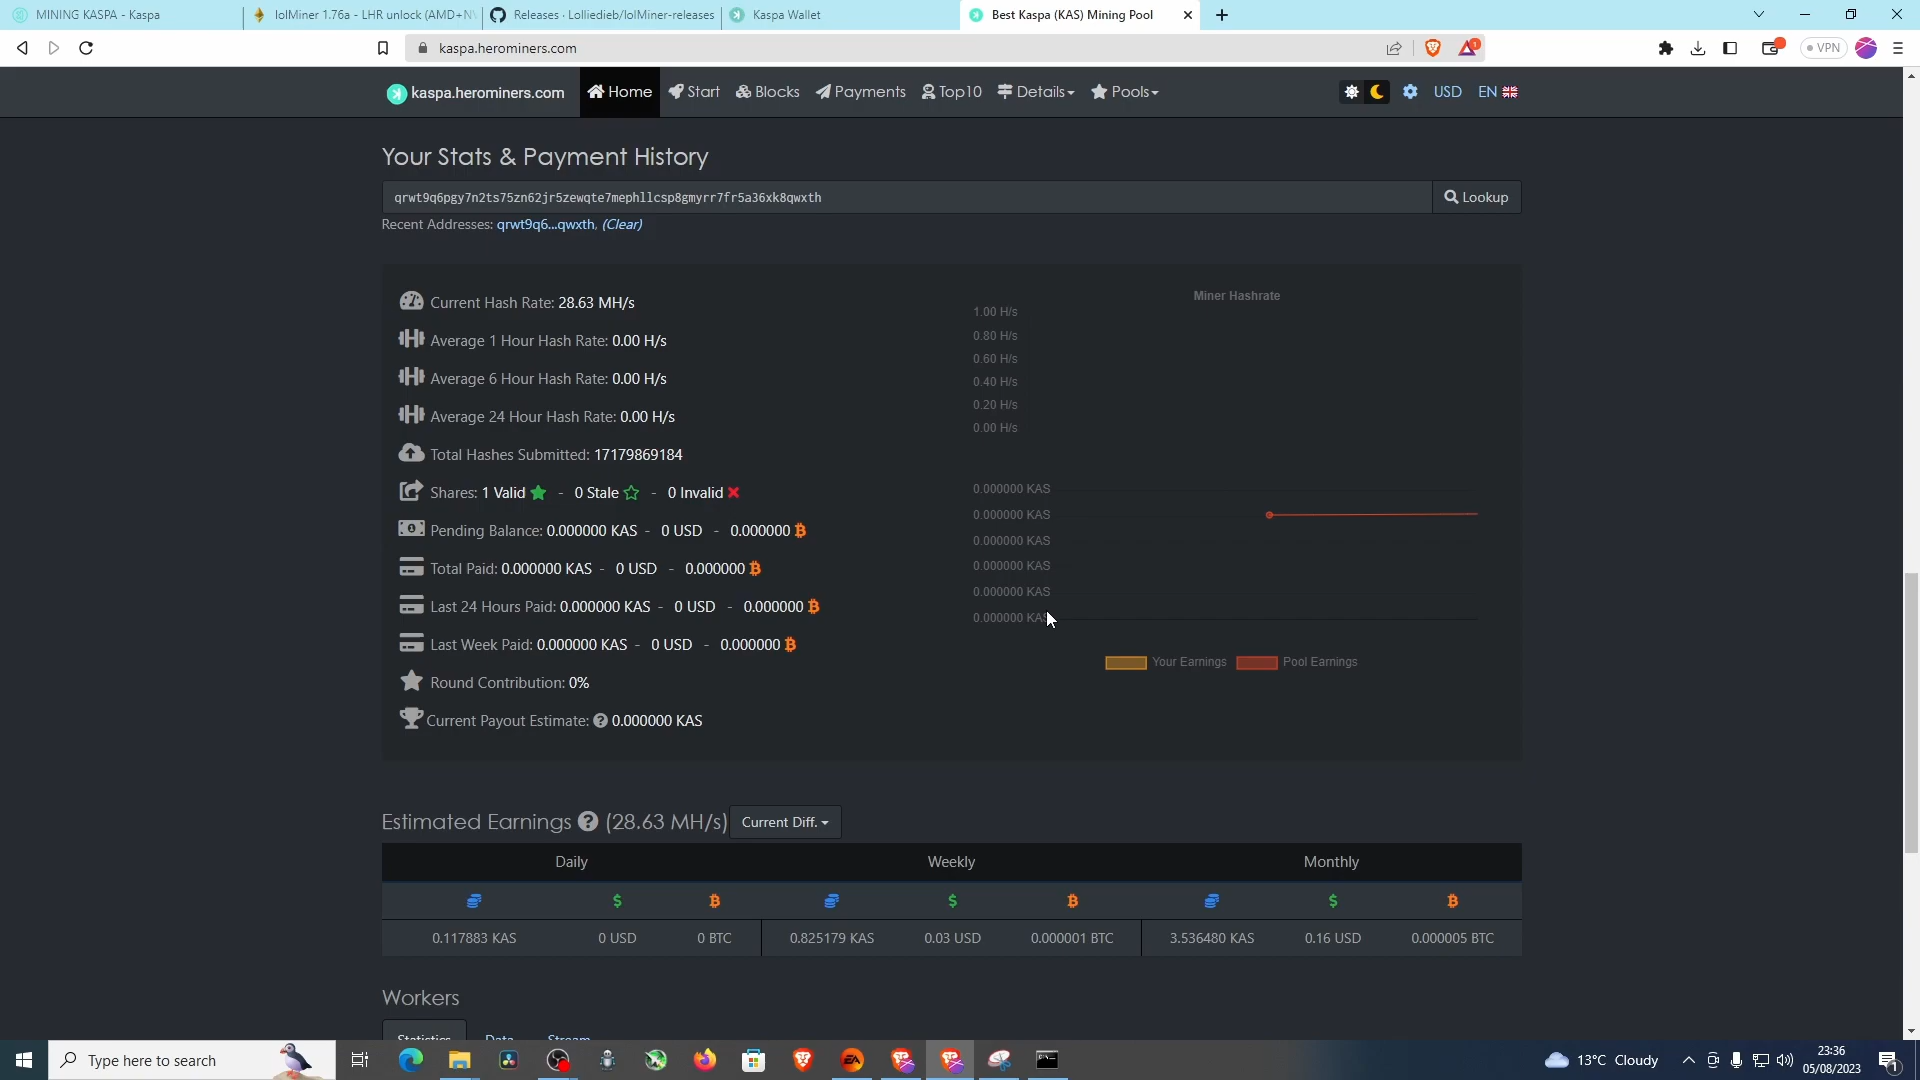 MINING KASPA - Kaspa
lolMiner 1.76a - LHR unlock (AMD+NV
Releases · Lolliedieb/lolMiner-releases
Kaspa Wallet
Best Kaspa (KAS) Mining Pool
kaspa.herominers.com
VPN
kaspa.herominers.com
Home
Start
Blocks
Payments
Top10
Details
Pools
USD
EN
Your Stats & Payment History
qrwt9q6pgy7n2ts75zn62jr5zewqte7mephllcsp8gmyrr7fr5a36xk8qwxth
Lookup
Recent Addresses: qrwt9q6...qwxth, (Clear)
Current Hash Rate: 28.63 MH/s
Average 1 Hour Hash Rate: 0.00 H/s
Average 6 Hour Hash Rate: 0.00 H/s
Average 24 Hour Hash Rate: 0.00 H/s
Total Hashes Submitted: 17179869184
Shares: 1 Valid - 0 Stale - 0 Invalid
Pending Balance: 0.000000 KAS - 0 USD - 0.000000
Total Paid: 0.000000 KAS - 0 USD - 0.000000
Last 24 Hours Paid: 0.000000 KAS - 0 USD - 0.000000
Last Week Paid: 0.000000 KAS - 0 USD - 0.000000
Round Contribution: 0%
Current Payout Estimate: 0.000000 KAS
Miner Hashrate
1.00 H/s
0.80 H/s
0.60 H/s
0.40 H/s
0.20 H/s
0.00 H/s
0.000000 KAS
0.000000 KAS
0.000000 KAS
0.000000 KAS
0.000000 KAS
0.000000 KAS
Your Earnings
Pool Earnings
Estimated Earnings (28.63 MH/s)
Current Diff.
Daily
Weekly
Monthly
$
$
$
0.117883 KAS
0 USD
0 BTC
0.825179 KAS
0.03 USD
0.000001 BTC
3.536480 KAS
0.16 USD
0.000005 BTC
Workers
Statistics
Data
Stream
Type here to search
13°C Cloudy
23:36
05/08/2023